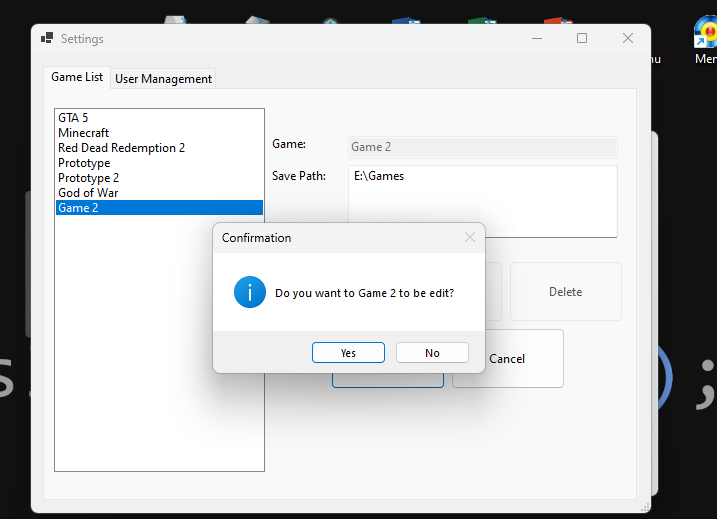 Settings
nu
Men
Game List
User Management
GTA 5
Minecraft
Red Dead Redemption 2
Prototype
Prototype 2
God of War
Game 2
Game:
Game 2
Save Path:
E:\Games
Confirmation
Do you want to Game 2 to be edit?
Yes
No
Delete
Cancel
s
;